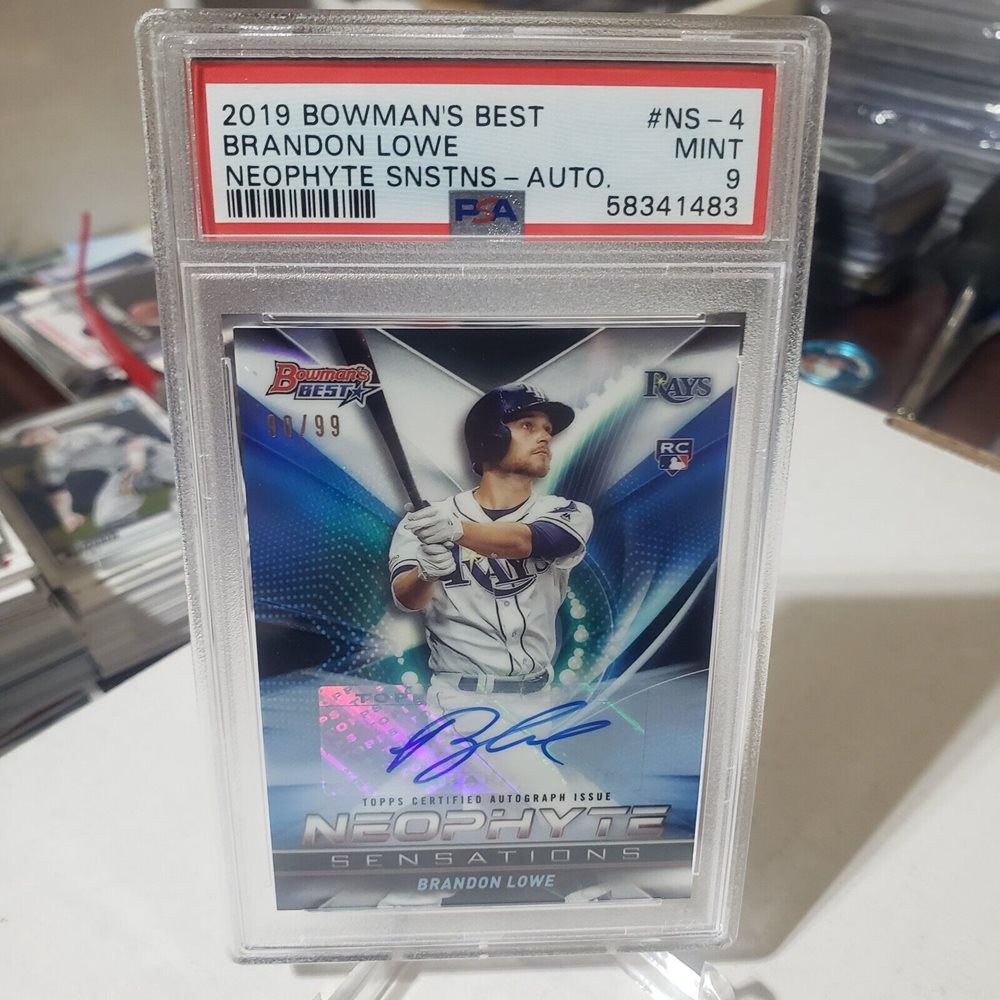 2019 BOWMAN'S BEST #NS-4
BRANDON LOWE MINT
NEOPHYTE SNSTNS-AUTO. 9
PSA 58341483
Bowman's
BEST
RAYS
RC
RAYS
TOPPS CERTIFIED AUTOGRAPH ISSUE
NEOPHYTE
SENSATIONS
BRANDON LOWE